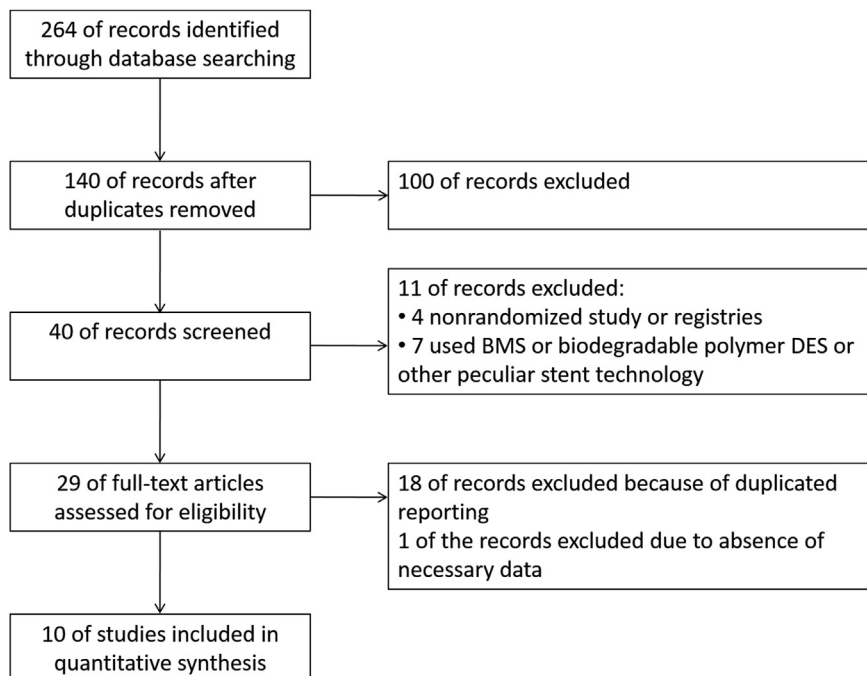 264 of records identified
through database searching
140 of records after
duplicates removed
100 of records excluded
40 of records screened
11 of records excluded:
• 4 nonrandomized study or registries
• 7 used BMS or biodegradable polymer DES or
other peculiar stent technology
29 of full-text articles
assessed for eligibility
18 of records excluded because of duplicated
reporting
1 of the records excluded due to absence of
necessary data
10 of studies included in
quantitative synthesis